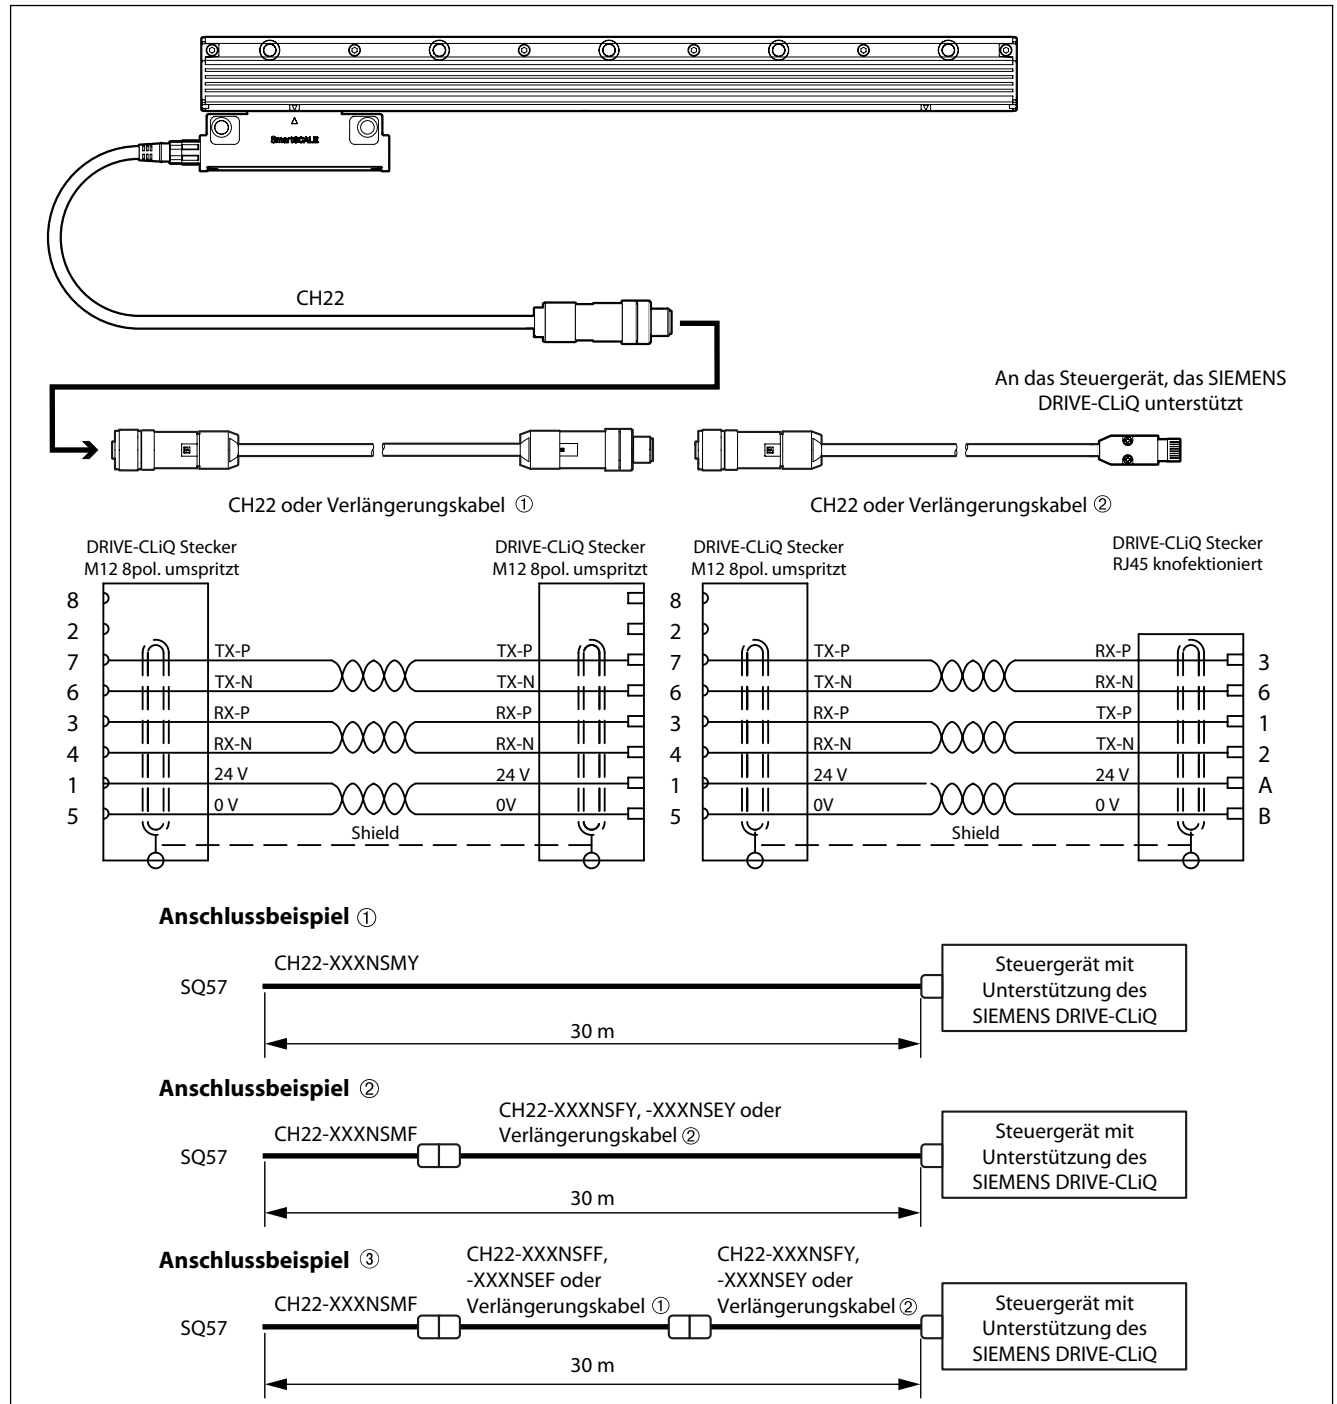 SmartSCALE
CH22
An das Steuergerät, das SIEMENS
DRIVE-CLiQ unterstützt
CH22 oder Verlängerungskabel ①
CH22 oder Verlängerungskabel ②
DRIVE-CLiQ Stecker
M12 8pol. umspritzt
DRIVE-CLiQ Stecker
M12 8pol. umspritzt
8
2
7 TX-P TX-P
6 TX-N TX-N
3 RX-P RX-P
4 RX-N RX-N
1 24 V 24 V
5 0 V 0V
Shield
DRIVE-CLiQ Stecker
M12 8pol. umspritzt
DRIVE-CLiQ Stecker
RJ45 knofektioniert
8
2
7 TX-P RX-P 3
6 TX-N RX-N 6
3 RX-P TX-P 1
4 RX-N TX-N 2
1 24 V 24 V A
5 0V 0 V B
Shield
Anschlussbeispiel ①
SQ57
CH22-XXXNSMY
30 m
Steuergerät mit
Unterstützung des
SIEMENS DRIVE-CLiQ
Anschlussbeispiel ②
SQ57
CH22-XXXNSMF
CH22-XXXNSFY, -XXXNSEY oder
Verlängerungskabel ②
30 m
Steuergerät mit
Unterstützung des
SIEMENS DRIVE-CLiQ
Anschlussbeispiel ③
SQ57
CH22-XXXNSMF
CH22-XXXNSFF,
-XXXNSEF oder
Verlängerungskabel ①
CH22-XXXNSFY,
-XXXNSEY oder
Verlängerungskabel ②
30 m
Steuergerät mit
Unterstützung des
SIEMENS DRIVE-CLiQ